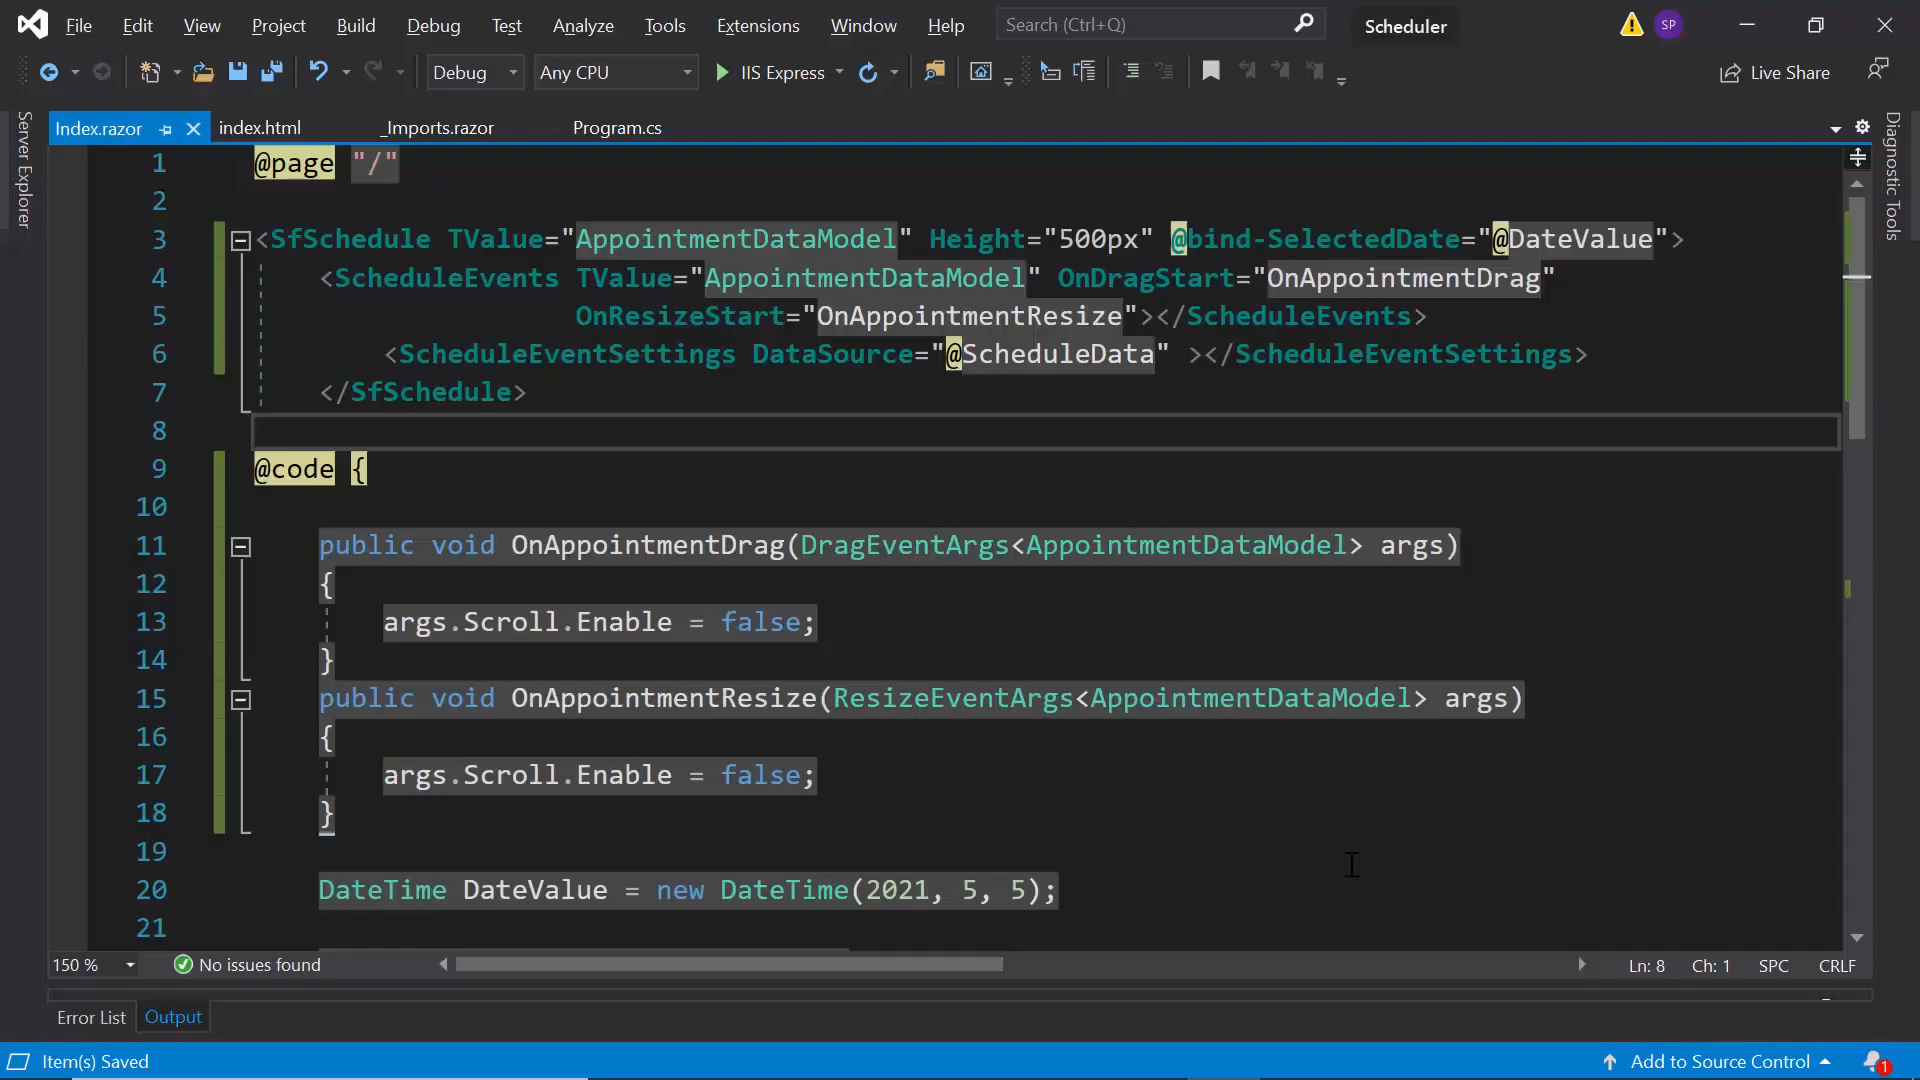 File Edit View Project Build Debug Test Analyze Tools Extensions Window Help Search (Ctrl+Q) Scheduler SP
Debug Any CPU IIS Express Live Share
Server Explorer
Diagnostic Tools
Index.razor index.html _Imports.razor Program.cs
1 @page "/"
2
3 <SfSchedule TValue="AppointmentDataModel" Height="500px" @bind-SelectedDate="@DateValue">
4 <ScheduleEvents TValue="AppointmentDataModel" OnDragStart="OnAppointmentDrag"
5 OnResizeStart="OnAppointmentResize"></ScheduleEvents>
6 <ScheduleEventSettings DataSource="@ScheduleData" ></ScheduleEventSettings>
7 </SfSchedule>
8
9 @code {
10
11 public void OnAppointmentDrag(DragEventArgs<AppointmentDataModel> args)
12 {
13 args.Scroll.Enable = false;
14 }
15 public void OnAppointmentResize(ResizeEventArgs<AppointmentDataModel> args)
16 {
17 args.Scroll.Enable = false;
18 }
19
20 DateTime DateValue = new DateTime(2021, 5, 5);
21
150 % No issues found Ln: 8 Ch: 1 SPC CRLF
Error List Output
Item(s) Saved Add to Source Control 1